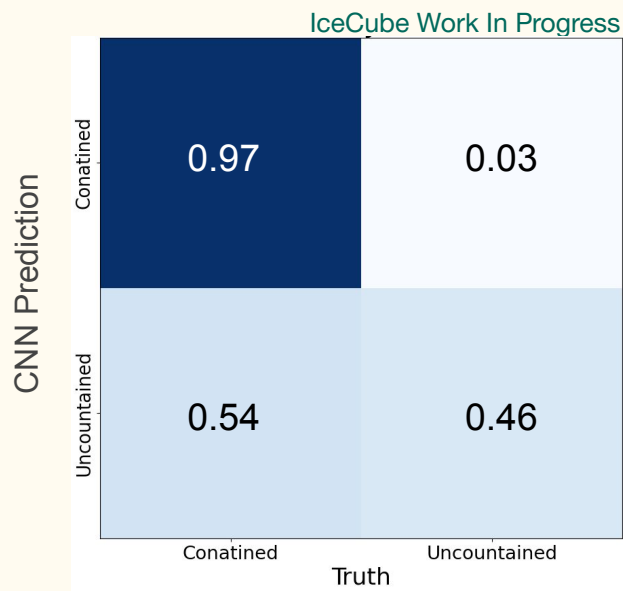 IceCube Work In Progress
CNN Prediction
Conatined
0.97
0.03
Uncountained
0.54
0.46
Conatined
Uncountained
Truth